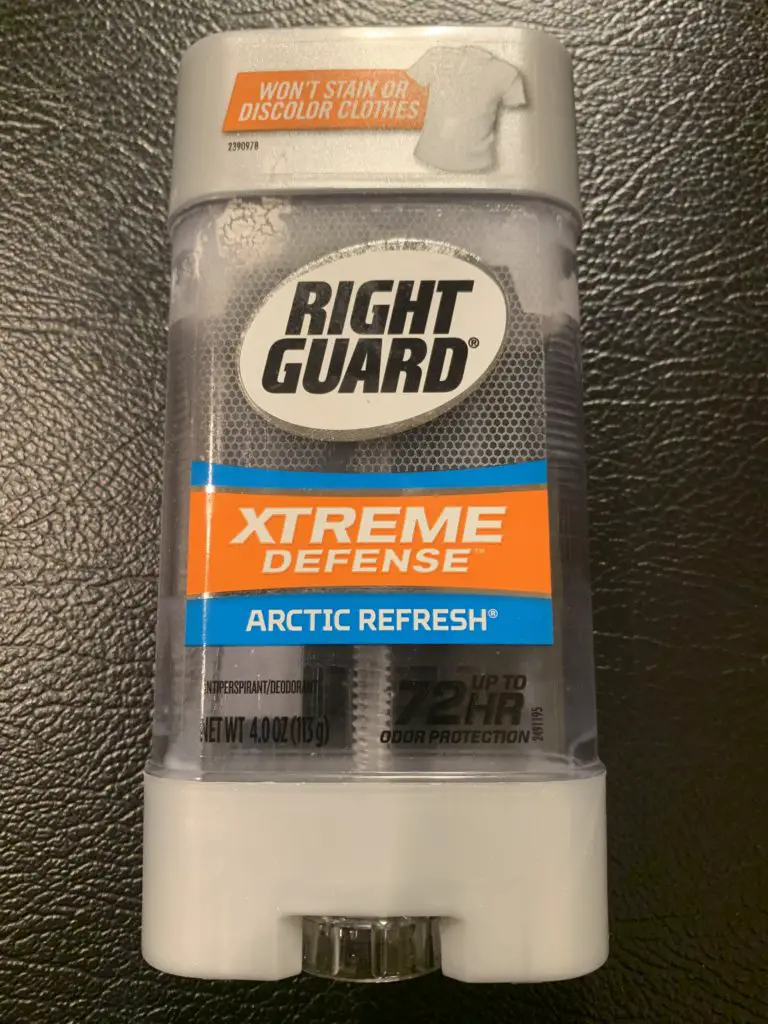 WON'T STAIN OR
DISCOLOR CLOTHES
2390978
RIGHT
GUARD®
XTREME
DEFENSE™
ARCTIC REFRESH®
ANTIPERSPIRANT/DEODORANT
NET WT 4.0 OZ (113 g)
UP TO
72HR
ODOR PROTECTION
2491195